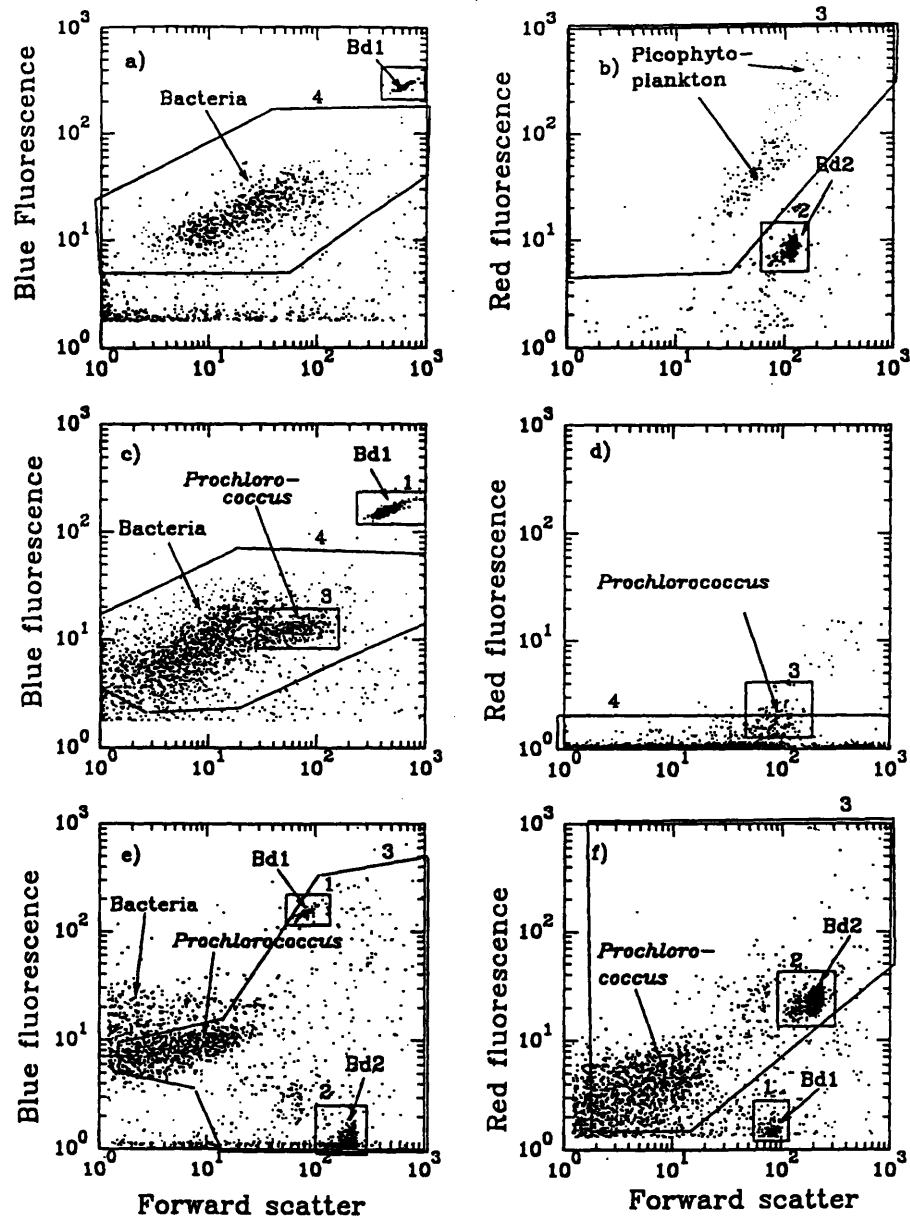 a)
Bd1
Bacteria
4
10³
10²
10¹
10⁰
10⁰
10¹
10²
10³
Blue Fluorescence
3
b)
Picophyto-
plankton
Bd2
2
10³
10²
10¹
10⁰
10⁰
10¹
10²
10³
Red fluorescence
c)
Bd1
1
Prochloro-
coccus
Bacteria
4
3
10³
10²
10¹
10⁰
10⁰
10¹
10²
10³
Blue fluorescence
d)
Prochlorococcus
3
4
10³
10²
10¹
10⁰
10⁰
10¹
10²
10³
Red fluorescence
e)
3
Bd1
1
Bacteria
Prochlorococcus
Bd2
2
10³
10²
10¹
10⁰
10⁰
10¹
10²
10³
Blue fluorescence
Forward scatter
3
f)
Bd2
Prochloro-
coccus
2
1
Bd1
10³
10²
10¹
10⁰
10⁰
10¹
10²
10³
Red fluorescence
Forward scatter